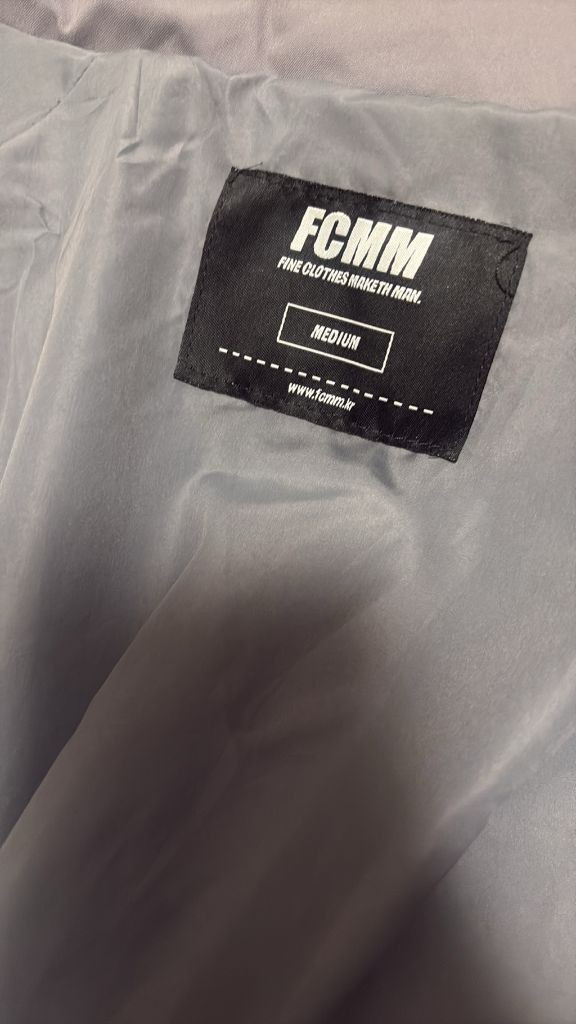 FCMM
FINE CLOTHES MAKETH MAN.
MEDIUM
www.fcmm.kr